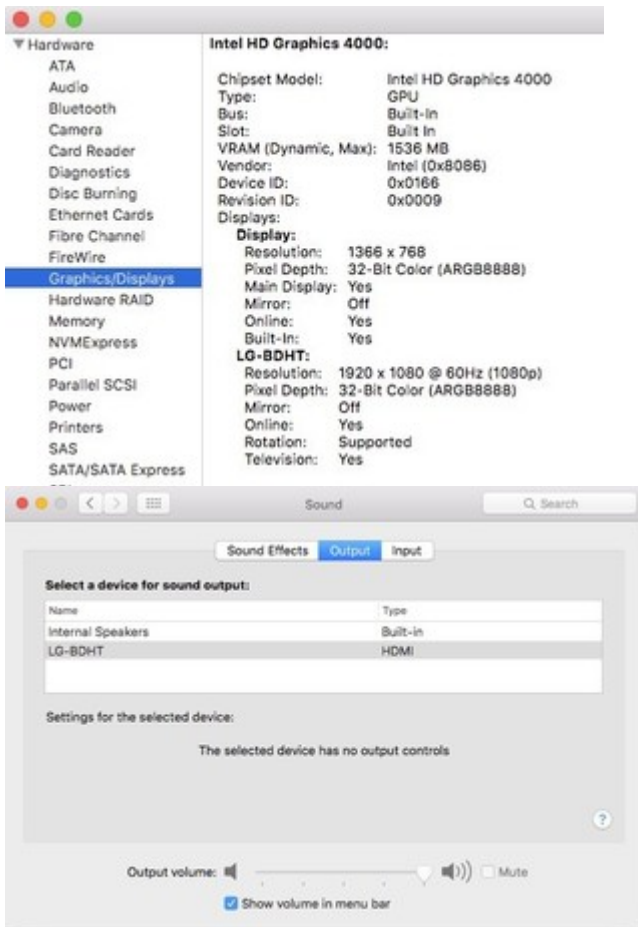 Hardware
ATA
Audio
Bluetooth
Camera
Card Reader
Diagnostics
Disc Burning
Ethernet Cards
Fibre Channel
FireWire
Graphics/Displays
Hardware RAID
Memory
NVMExpress
PCI
Parallel SCSI
Power
Printers
SAS
SATA/SATA Express
Intel HD Graphics 4000:
Chipset Model: Intel HD Graphics 4000
Type: GPU
Bus: Built-In
Slot: Built In
VRAM (Dynamic, Max): 1536 MB
Vendor: Intel (0x8086)
Device ID: 0x0166
Revision ID: 0x0009
Displays:
Display:
Resolution: 1366 x 768
Pixel Depth: 32-Bit Color (ARGB8888)
Main Display: Yes
Mirror: Off
Online: Yes
Built-In: Yes
LG-BDHT:
Resolution: 1920 x 1080 @ 60Hz (1080p)
Pixel Depth: 32-Bit Color (ARGB8888)
Mirror: Off
Online: Yes
Rotation: Supported
Television: Yes
Sound
Search
Sound Effects Output Input
Select a device for sound output:
Name Type
Internal Speakers Built-in
LG-BDHT HDMI
Settings for the selected device:
The selected device has no output controls
?
Output volume: Mute
Show volume in menu bar